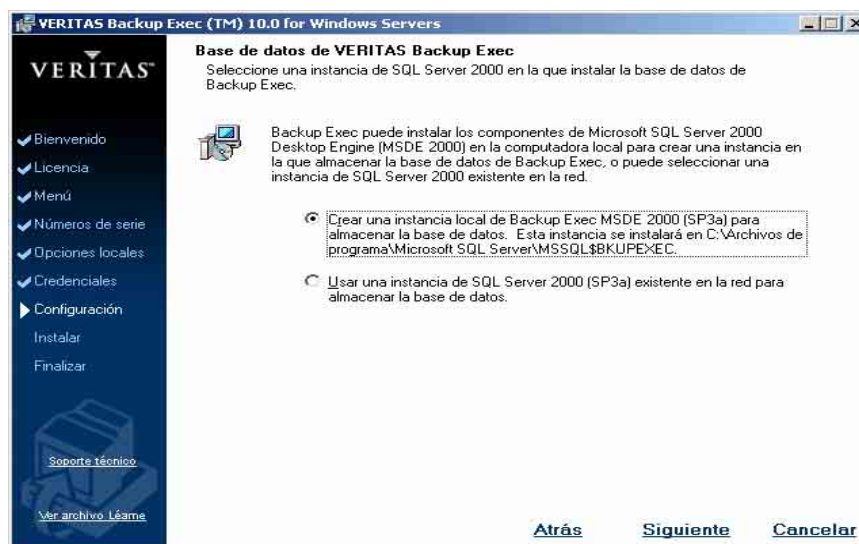 VERITAS Backup Exec (TM) 10.0 for Windows Servers
VERITAS™
Bienvenido
Licencia
Menú
Números de serie
Opciones locales
Credenciales
Configuración
Instalar
Finalizar
Soporte técnico
Ver archivo Léame
Base de datos de VERITAS Backup Exec
Seleccione una instancia de SQL Server 2000 en la que instalar la base de datos de
Backup Exec.
Backup Exec puede instalar los componentes de Microsoft SQL Server 2000
Desktop Engine (MSDE 2000) en la computadora local para crear una instancia en
la que almacenar la base de datos de Backup Exec, o puede seleccionar una
instancia de SQL Server 2000 existente en la red.
Crear una instancia local de Backup Exec MSDE 2000 (SP3a) para
almacenar la base de datos. Esta instancia se instalará en C:\Archivos de
programa\Microsoft SQL Server\MSSQL$BKUPEXEC.
Usar una instancia de SQL Server 2000 (SP3a) existente en la red para
almacenar la base de datos.
Atrás Siguiente Cancelar